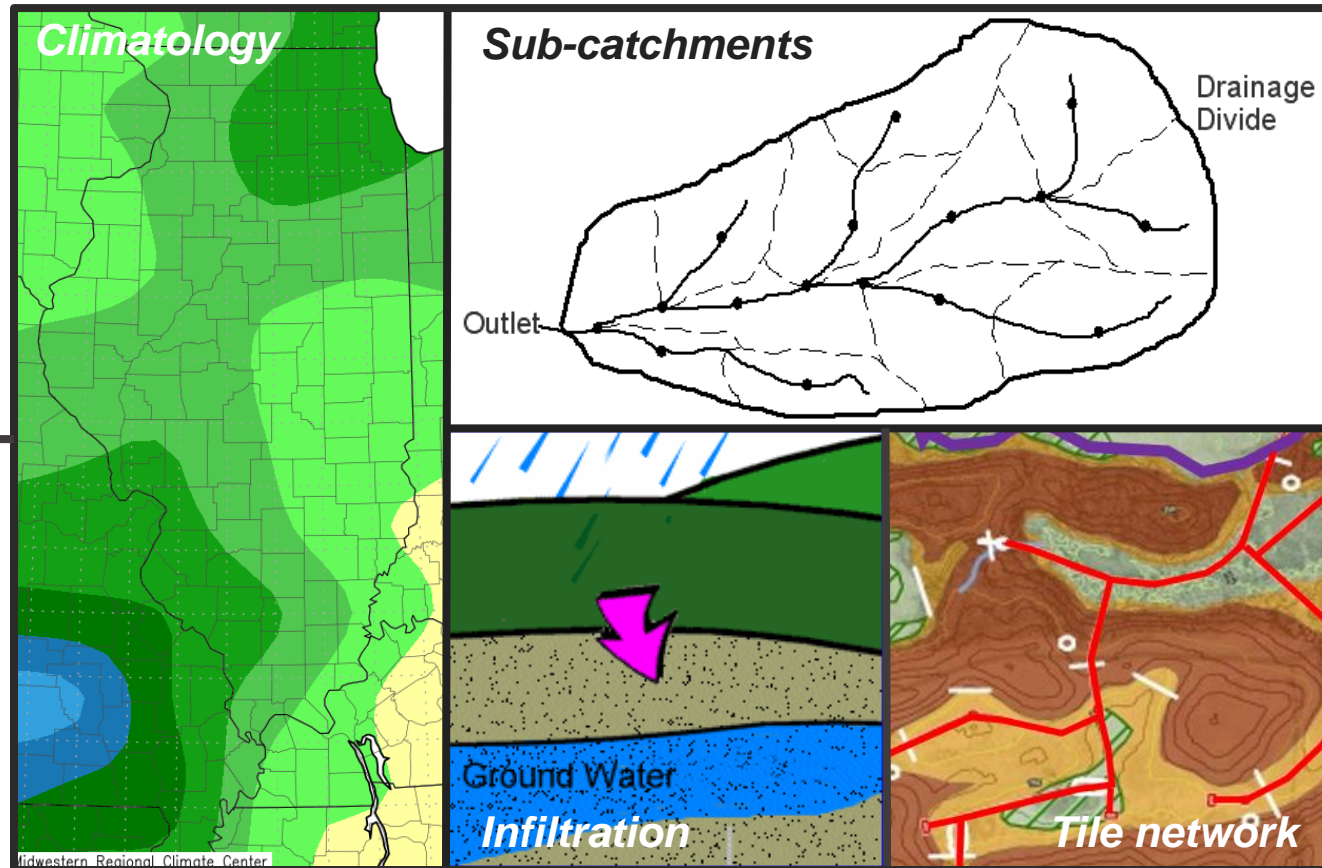 Climatology
Sub-catchments
Drainage
Divide
Outlet
Ground Water
Infiltration
Tile network
Midwestern Regional Climate Center